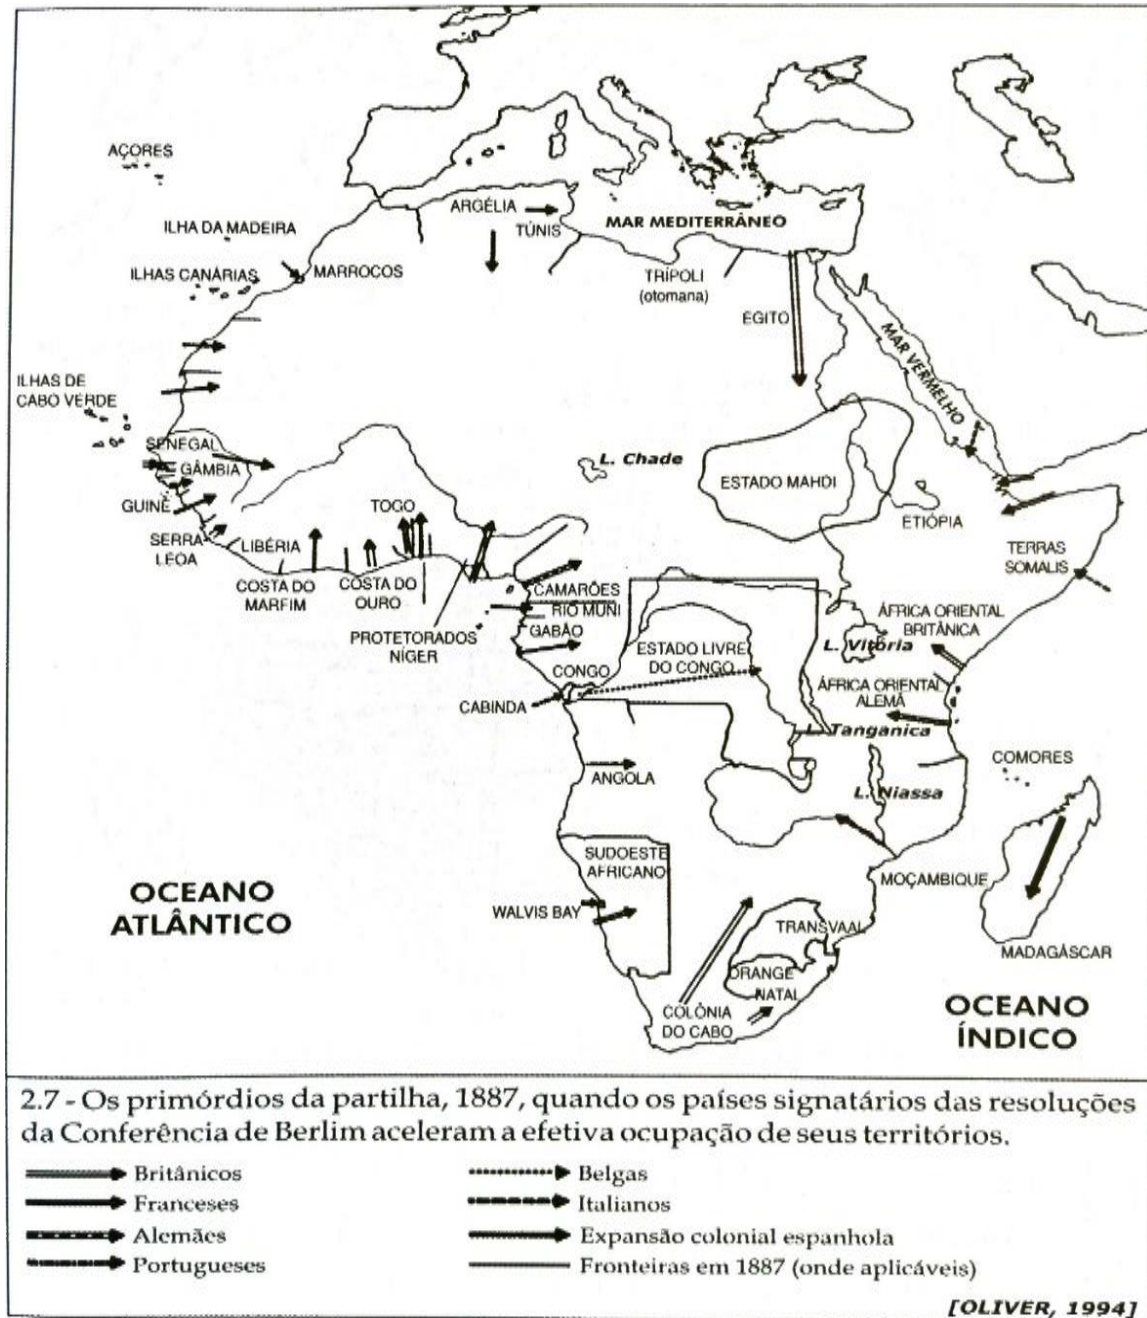 AÇORES
ILHA DA MADEIRA
ILHAS CANÁRIAS
MARROCOS
ARGÉLIA
TÚNIS
MAR MEDITERRÂNEO
TRÍPOLI
(otomana)
EGITO
MAR VERMELHO
ILHAS DE
CABO VERDE
SENEGAL
GÂMBIA
GUINÉ
SERRA
LEOA
LIBÉRIA
COSTA DO
MARFIM
COSTA DO
OURO
TOGO
PROTETORADOS
NÍGER
L. Chade
ESTADO MAHDI
ETIÓPIA
TERRAS
SOMALIS
CAMARÕES
RIO MUNI
GABÃO
CONGO
CABINDA
ESTADO LIVRE
DO CONGO
ÁFRICA ORIENTAL
BRITÂNICA
L. Vitória
ÁFRICA ORIENTAL
ALEMÃ
L. Tanganica
ANGOLA
L. Niassa
COMORES
SUDOESTE
AFRICANO
WALVIS BAY
MOÇAMBIQUE
MADAGÁSCAR
TRANSVAAL
ORANGE
NATAL
COLÔNIA
DO CABO
OCEANO
ATLÂNTICO
OCEANO
ÍNDICO
2.7 - Os primórdios da partilha, 1887, quando os países signatários das resoluções
da Conferência de Berlim aceleram a efetiva ocupação de seus territórios.
Britânicos
Franceses
Alemães
Portugueses
Belgas
Italianos
Expansão colonial espanhola
Fronteiras em 1887 (onde aplicáveis)
[OLIVER, 1994]